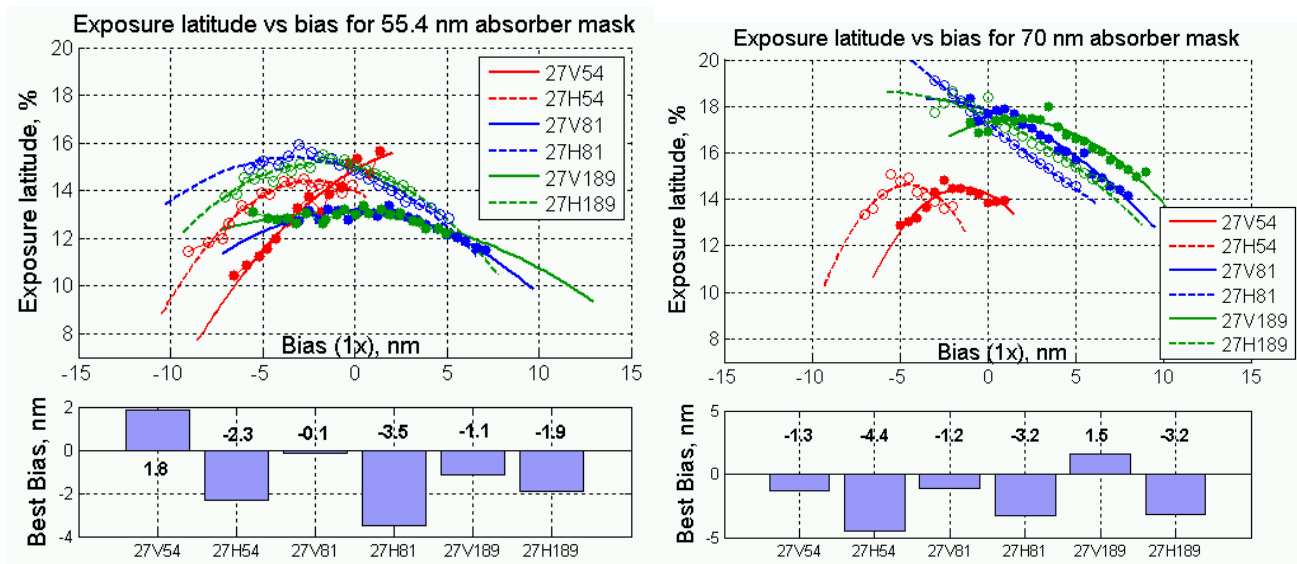 Exposure latitude vs bias for 55.4 nm absorber mask
Exposure latitude, %
20
18
16
14
12
10
8
-15
-10
-5
0
5
10
15
Bias (1x), nm
27V54
27H54
27V81
27H81
27V189
27H189
Best Bias, nm
2
0
-2
-4
1.8
-2.3
-0.1
-3.5
-1.1
-1.9
27V54
27H54
27V81
27H81
27V189
27H189
Exposure latitude vs bias for 70 nm absorber mask
Exposure latitude, %
20
18
16
14
12
10
8
-15
-10
-5
0
5
10
15
Bias (1x), nm
27V54
27H54
27V81
27H81
27V189
27H189
Best Bias, nm
5
0
-5
-1.3
-4.4
-1.2
-3.2
1.5
-3.2
27V54
27H54
27V81
27H81
27V189
27H189